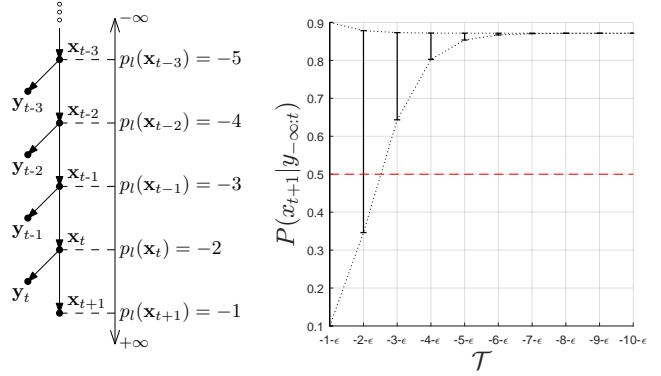 −∞
x_{t-3}
p_l(x_{t−3}) = −5
y_{t-3}
x_{t-2}
p_l(x_{t−2}) = −4
y_{t-2}
x_{t-1}
p_l(x_{t−1}) = −3
y_{t-1}
x_t
p_l(x_t) = −2
y_t
x_{t+1}
p_l(x_{t+1}) = −1
+∞
P(x_{t+1}|y_{−∞:t})
0.9
0.8
0.7
0.6
0.5
0.4
0.3
0.2
0.1
-1-ϵ -2-ϵ -3-ϵ -4-ϵ -5-ϵ -6-ϵ -7-ϵ -8-ϵ -9-ϵ -10-ϵ
𝒯